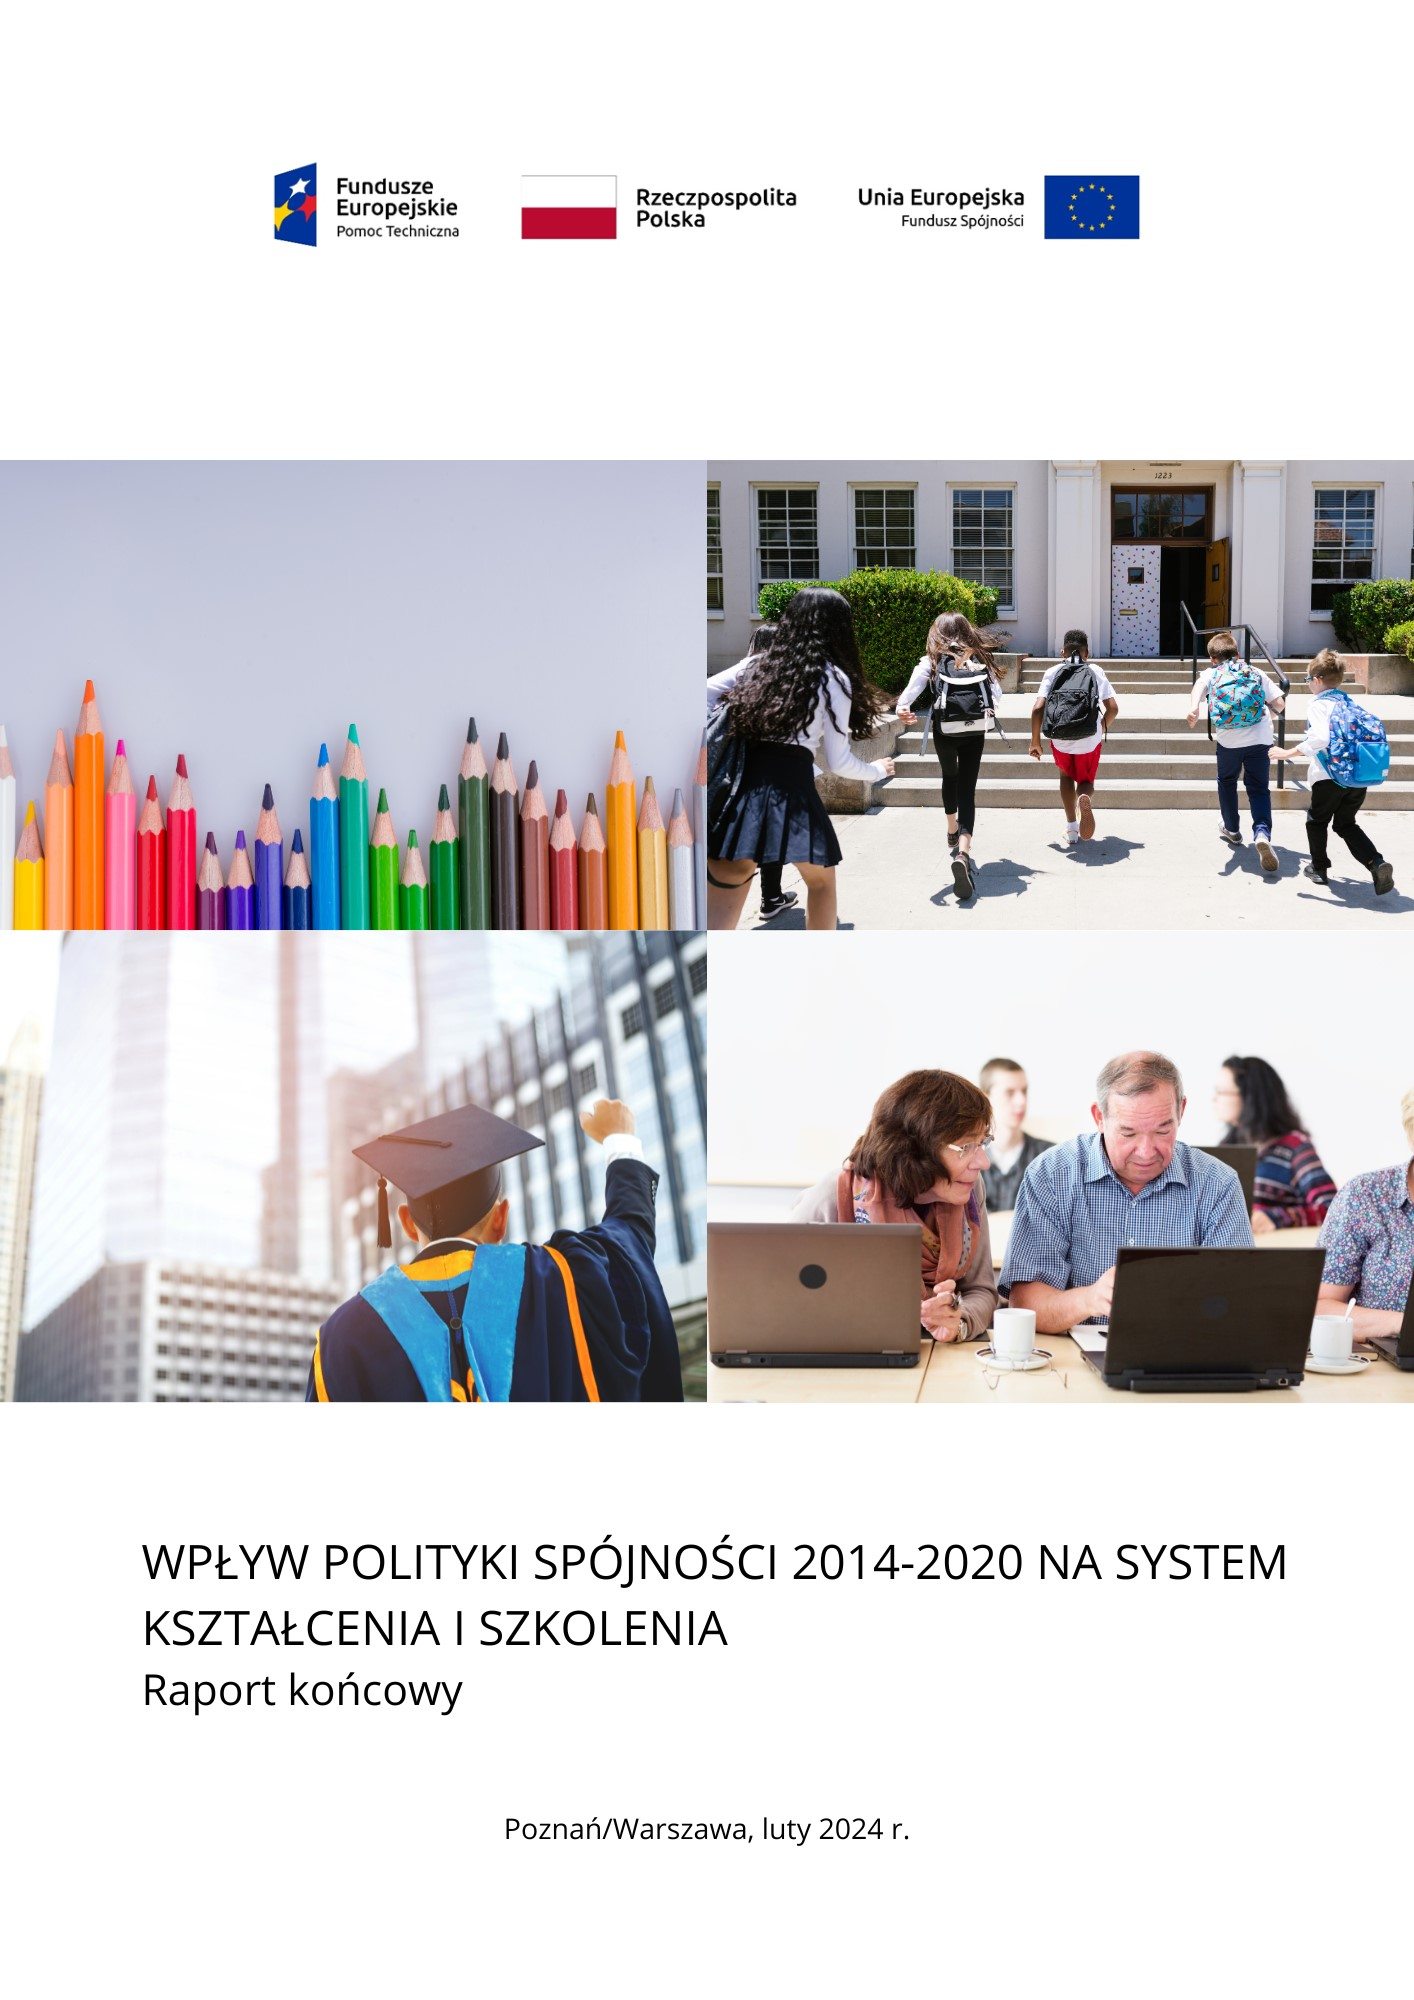 Fundusze
Europejskie
Pomoc Techniczna
Rzeczpospolita
Polska
Unia Europejska
Fundusz Spójności
1223
WPŁYW POLITYKI SPÓJNOŚCI 2014-2020 NA SYSTEM
KSZTAŁCENIA I SZKOLENIA
Raport końcowy
Poznań/Warszawa, luty 2024 r.